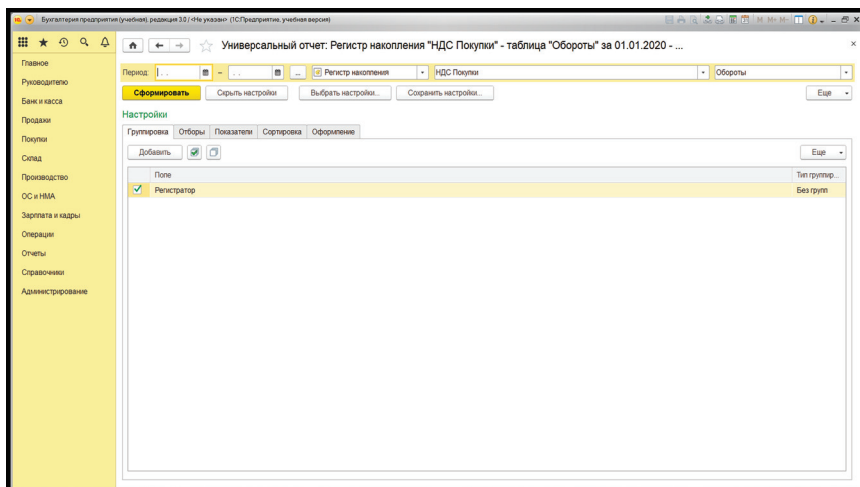 Бухгалтерия предприятия (учебная), редакция 3.0 / <Не указан> (1С:Предприятие, учебная версия)
M M+ M-
Универсальный отчет: Регистр накопления "НДС Покупки" - таблица "Обороты" за 01.01.2020 - ...
Главное
Руководителю
Банк и касса
Продажи
Покупки
Склад
Производство
ОС и НМА
Зарплата и кадры
Операции
Отчеты
Справочники
Администрирование
Период: . . – . . ... Регистр накопления НДС Покупки Обороты
Сформировать Скрыть настройки Выбрать настройки... Сохранить настройки... Еще
Настройки
Группировка Отборы Показатели Сортировка Оформление
Добавить Еще
Поле Тип группир...
Регистратор Без групп